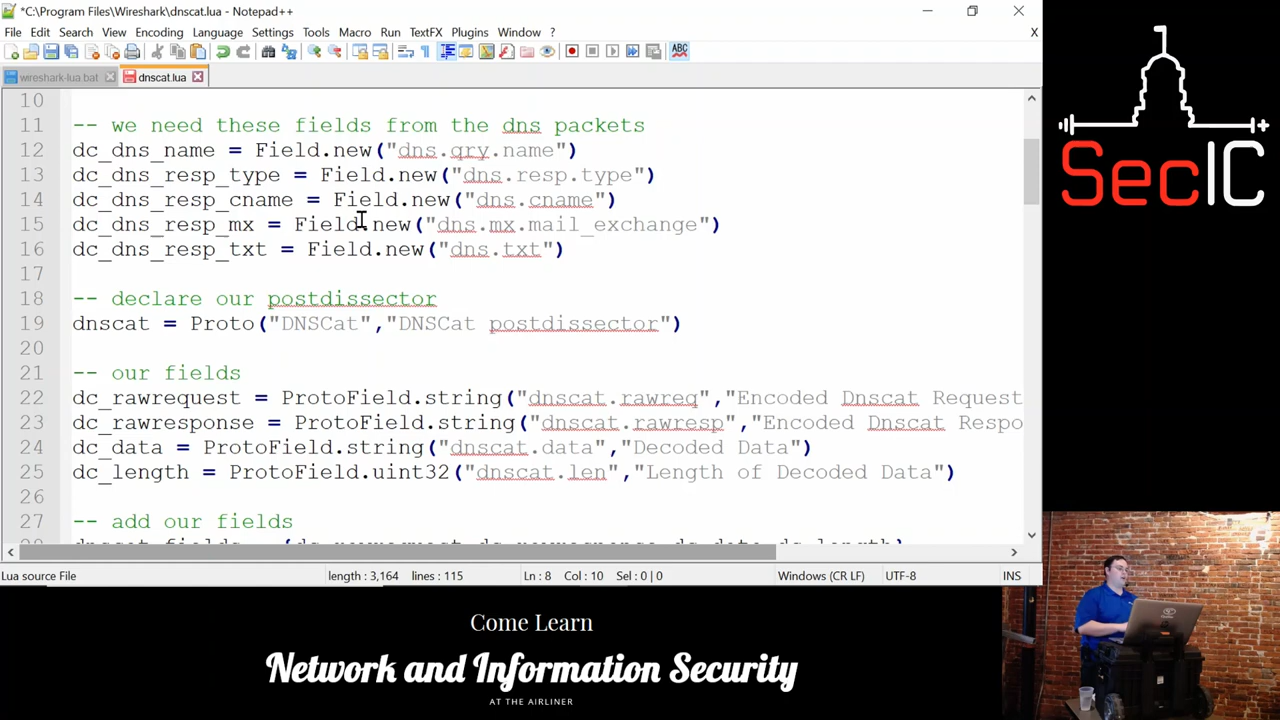 *C:\Program Files\Wireshark\dnscat.lua - Notepad++
File Edit Search View Encoding Language Settings Tools Macro Run TextFX Plugins Window ? X
wireshark-lua.bat dnscat.lua
10
11 -- we need these fields from the dns packets
12 dc_dns_name = Field.new("dns.qry.name")
13 dc_dns_resp_type = Field.new("dns.resp.type")
14 dc_dns_resp_cname = Field.new("dns.cname")
15 dc_dns_resp_mx = Field.new("dns.mx.mail_exchange")
16 dc_dns_resp_txt = Field.new("dns.txt")
17
18 -- declare our postdissector
19 dnscat = Proto("DNSCat","DNSCat postdissector")
20
21 -- our fields
22 dc_rawrequest = ProtoField.string("dnscat.rawreq","Encoded Dnscat Request
23 dc_rawresponse = ProtoField.string("dnscat.rawresp","Encoded Dnscat Respo
24 dc_data = ProtoField.string("dnscat.data","Decoded Data")
25 dc_length = ProtoField.uint32("dnscat.len","Length of Decoded Data")
26
27 -- add our fields
Lua source File length : 3,164 lines : 115 Ln : 8 Col : 10 Sel : 0 | 0 Windows (CR LF) UTF-8 INS
SecIC
Come Learn
Network and Information Security
AT THE AIRLINER